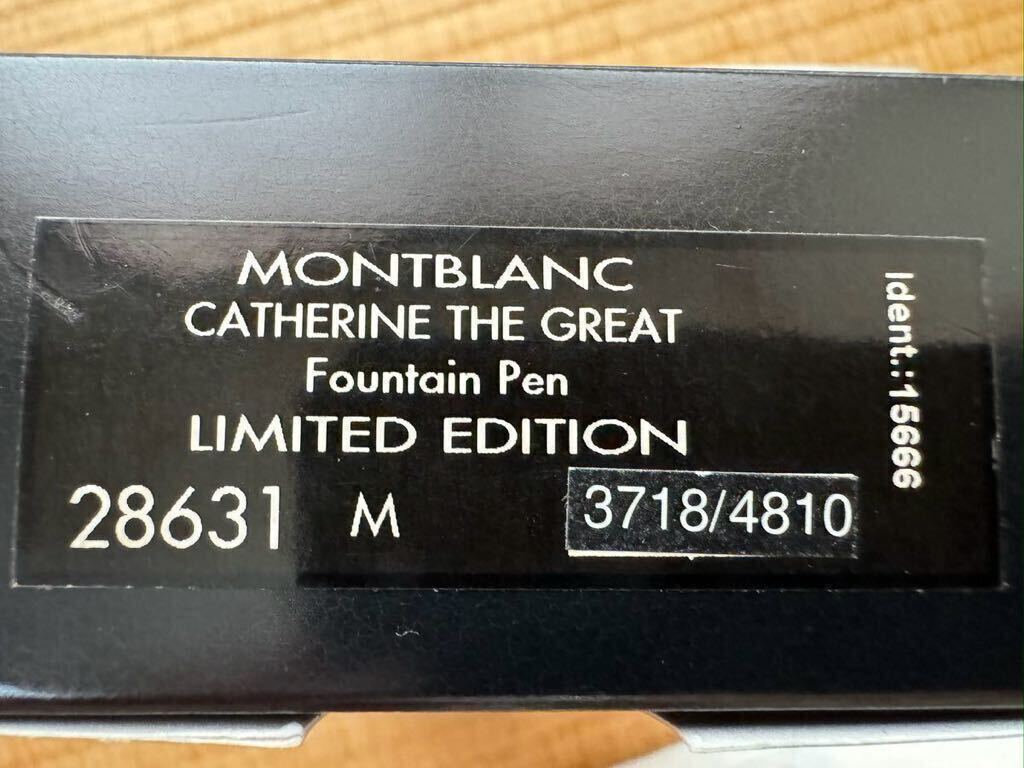 MONTBLANC
CATHERINE THE GREAT
Fountain Pen
LIMITED EDITION
28631 M 3718/4810
Ident.:15666